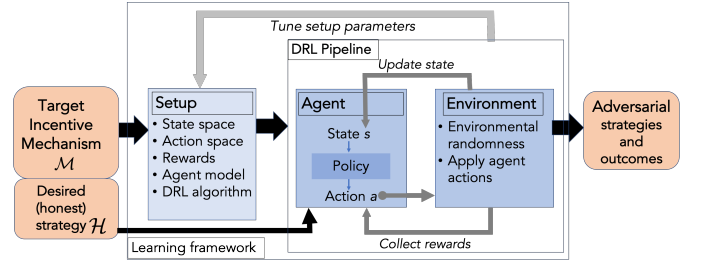 Tune setup parameters
DRL Pipeline
Update state
Target
Incentive
Mechanism
ℳ
Setup
• State space
• Action space
• Rewards
• Agent model
• DRL algorithm
Agent
State s
Policy
Action a
Environment
• Environmental
randomness
• Apply agent
actions
Adversarial
strategies
and
outcomes
Desired
(honest)
strategy ℋ
Learning framework
Collect rewards